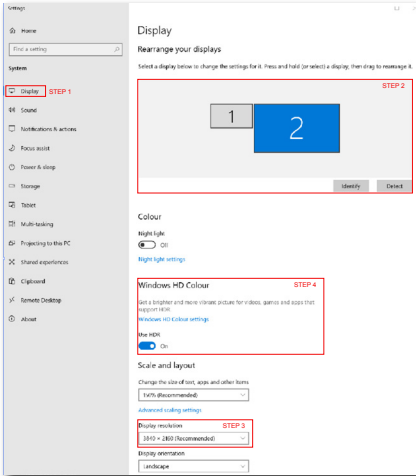 Settings
Home
Find a setting
System
Display STEP 1
Sound
Notifications & actions
Focus assist
Power & sleep
Storage
Tablet
Multi-tasking
Projecting to this PC
Shared experiences
Clipboard
Remote Desktop
About
Display
Rearrange your displays
Select a display below to change the settings for it. Press and hold (or select) a display, then drag to rearrange it.
STEP 2
1 2
Identify Detect
Colour
Night light
Off
Night light settings
Windows HD Colour STEP 4
Get a brighter and more vibrant picture for videos, games and apps that
support HDR
Windows HD Colour settings
Use HDR
On
Scale and layout
Change the size of text, apps and other items
150% (Recommended)
Advanced scaling settings
Display resolution STEP 3
3840 × 2160 (Recommended)
Display orientation
Landscape